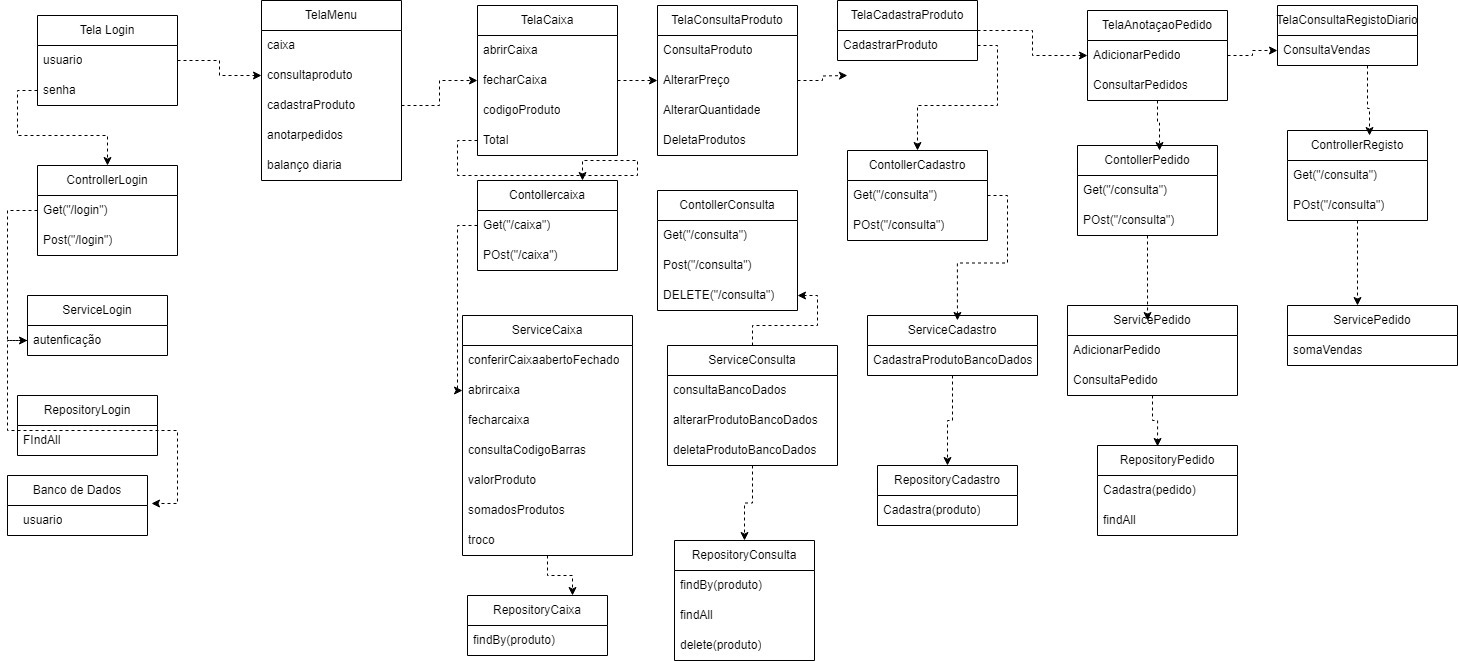 Tela Login
usuario
senha
ControllerLogin
Get("/login")
Post("/login")
ServiceLogin
autenficação
RepositoryLogin
FIndAll
Banco de Dados
usuario
TelaMenu
caixa
consultaproduto
cadastraProduto
anotarpedidos
balanço diaria
TelaCaixa
abrirCaixa
fecharCaixa
codigoProduto
Total
Contollercaixa
Get("/caixa")
POst("/caixa")
ServiceCaixa
conferirCaixaabertoFechado
abrircaixa
fecharcaixa
consultaCodigoBarras
valorProduto
somadosProdutos
troco
RepositoryCaixa
findBy(produto)
TelaConsultaProduto
ConsultaProduto
AlterarPreço
AlterarQuantidade
DeletaProdutos
ContollerConsulta
Get("/consulta")
Post("/consulta")
DELETE("/consulta")
ServiceConsulta
consultaBancoDados
alterarProdutoBancoDados
deletaProdutoBancoDados
RepositoryConsulta
findBy(produto)
findAll
delete(produto)
TelaCadastraProduto
CadastrarProduto
ContollerCadastro
Get("/consulta")
POst("/consulta")
ServiceCadastro
CadastraProdutoBancoDados
RepositoryCadastro
Cadastra(produto)
TelaAnotaçaoPedido
AdicionarPedido
ConsultarPedidos
ContollerPedido
Get("/consulta")
POst("/consulta")
ServicePedido
AdicionarPedido
ConsultaPedido
RepositoryPedido
Cadastra(pedido)
findAll
TelaConsultaRegistoDiario
ConsultaVendas
ControllerRegisto
Get("/consulta")
POst("/consulta")
ServicePedido
somaVendas